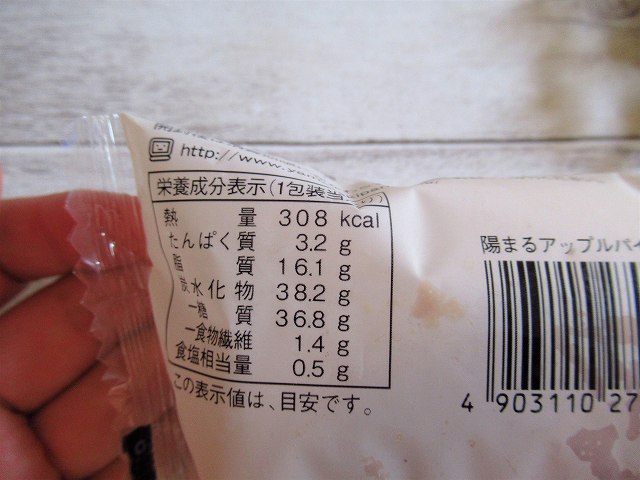 http://www.ya
栄養成分表示(1包装当
熱量 308 kcal
たんぱく質 3.2 g
脂質 16.1 g
炭水化物 38.2 g
－糖質 36.8 g
－食物繊維 1.4 g
食塩相当量 0.5 g
この表示値は、目安です。
陽まるアップルパイ
4 903110 27